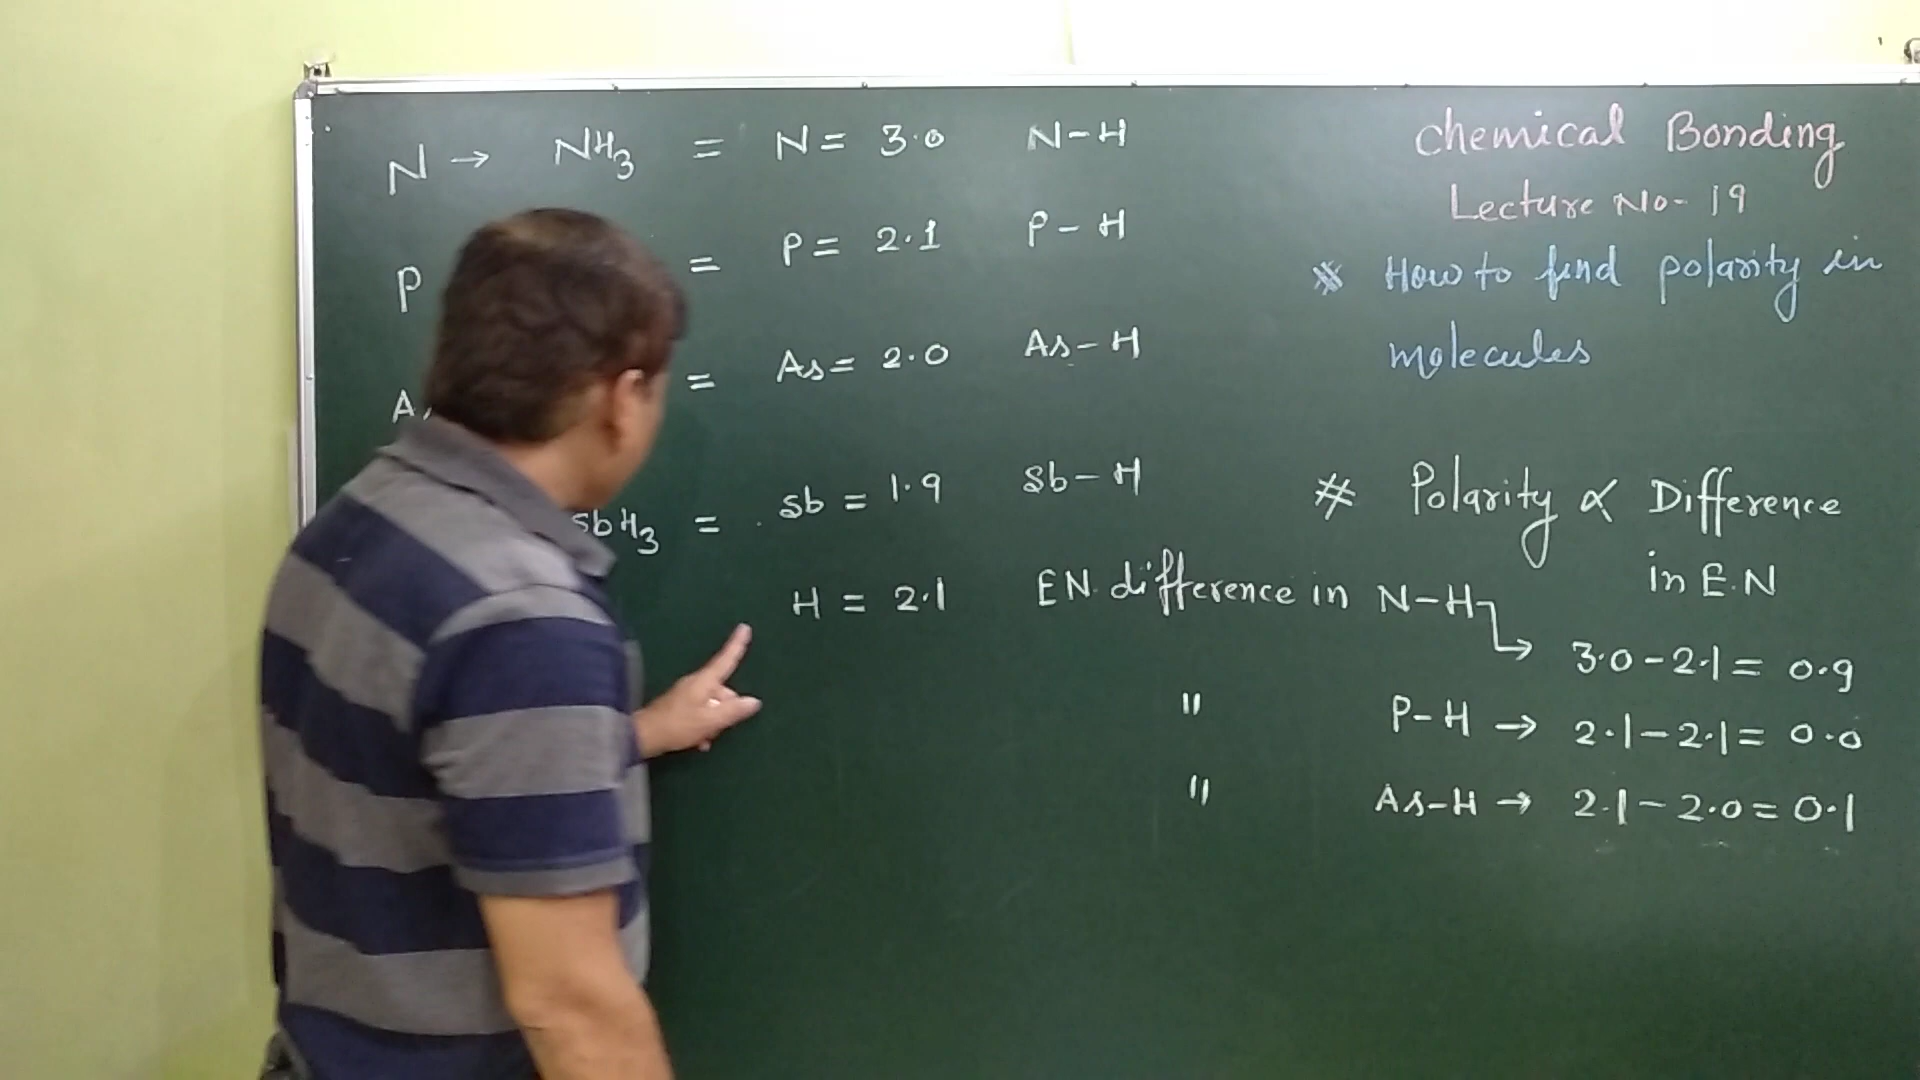 N → NH3 = N = 3.0 N-H
P = P = 2.1 P-H
= As = 2.0 As-H
SbH3 = Sb = 1.9 Sb-H
H = 2.1
Chemical Bonding
Lecture No-19
* How to find polarity in
molecules
# Polarity ∝ Difference
in E.N
EN. difference in N-H
→ 3.0-2.1 = 0.9
" P-H → 2.1-2.1 = 0.0
" As-H → 2.1-2.0 = 0.1